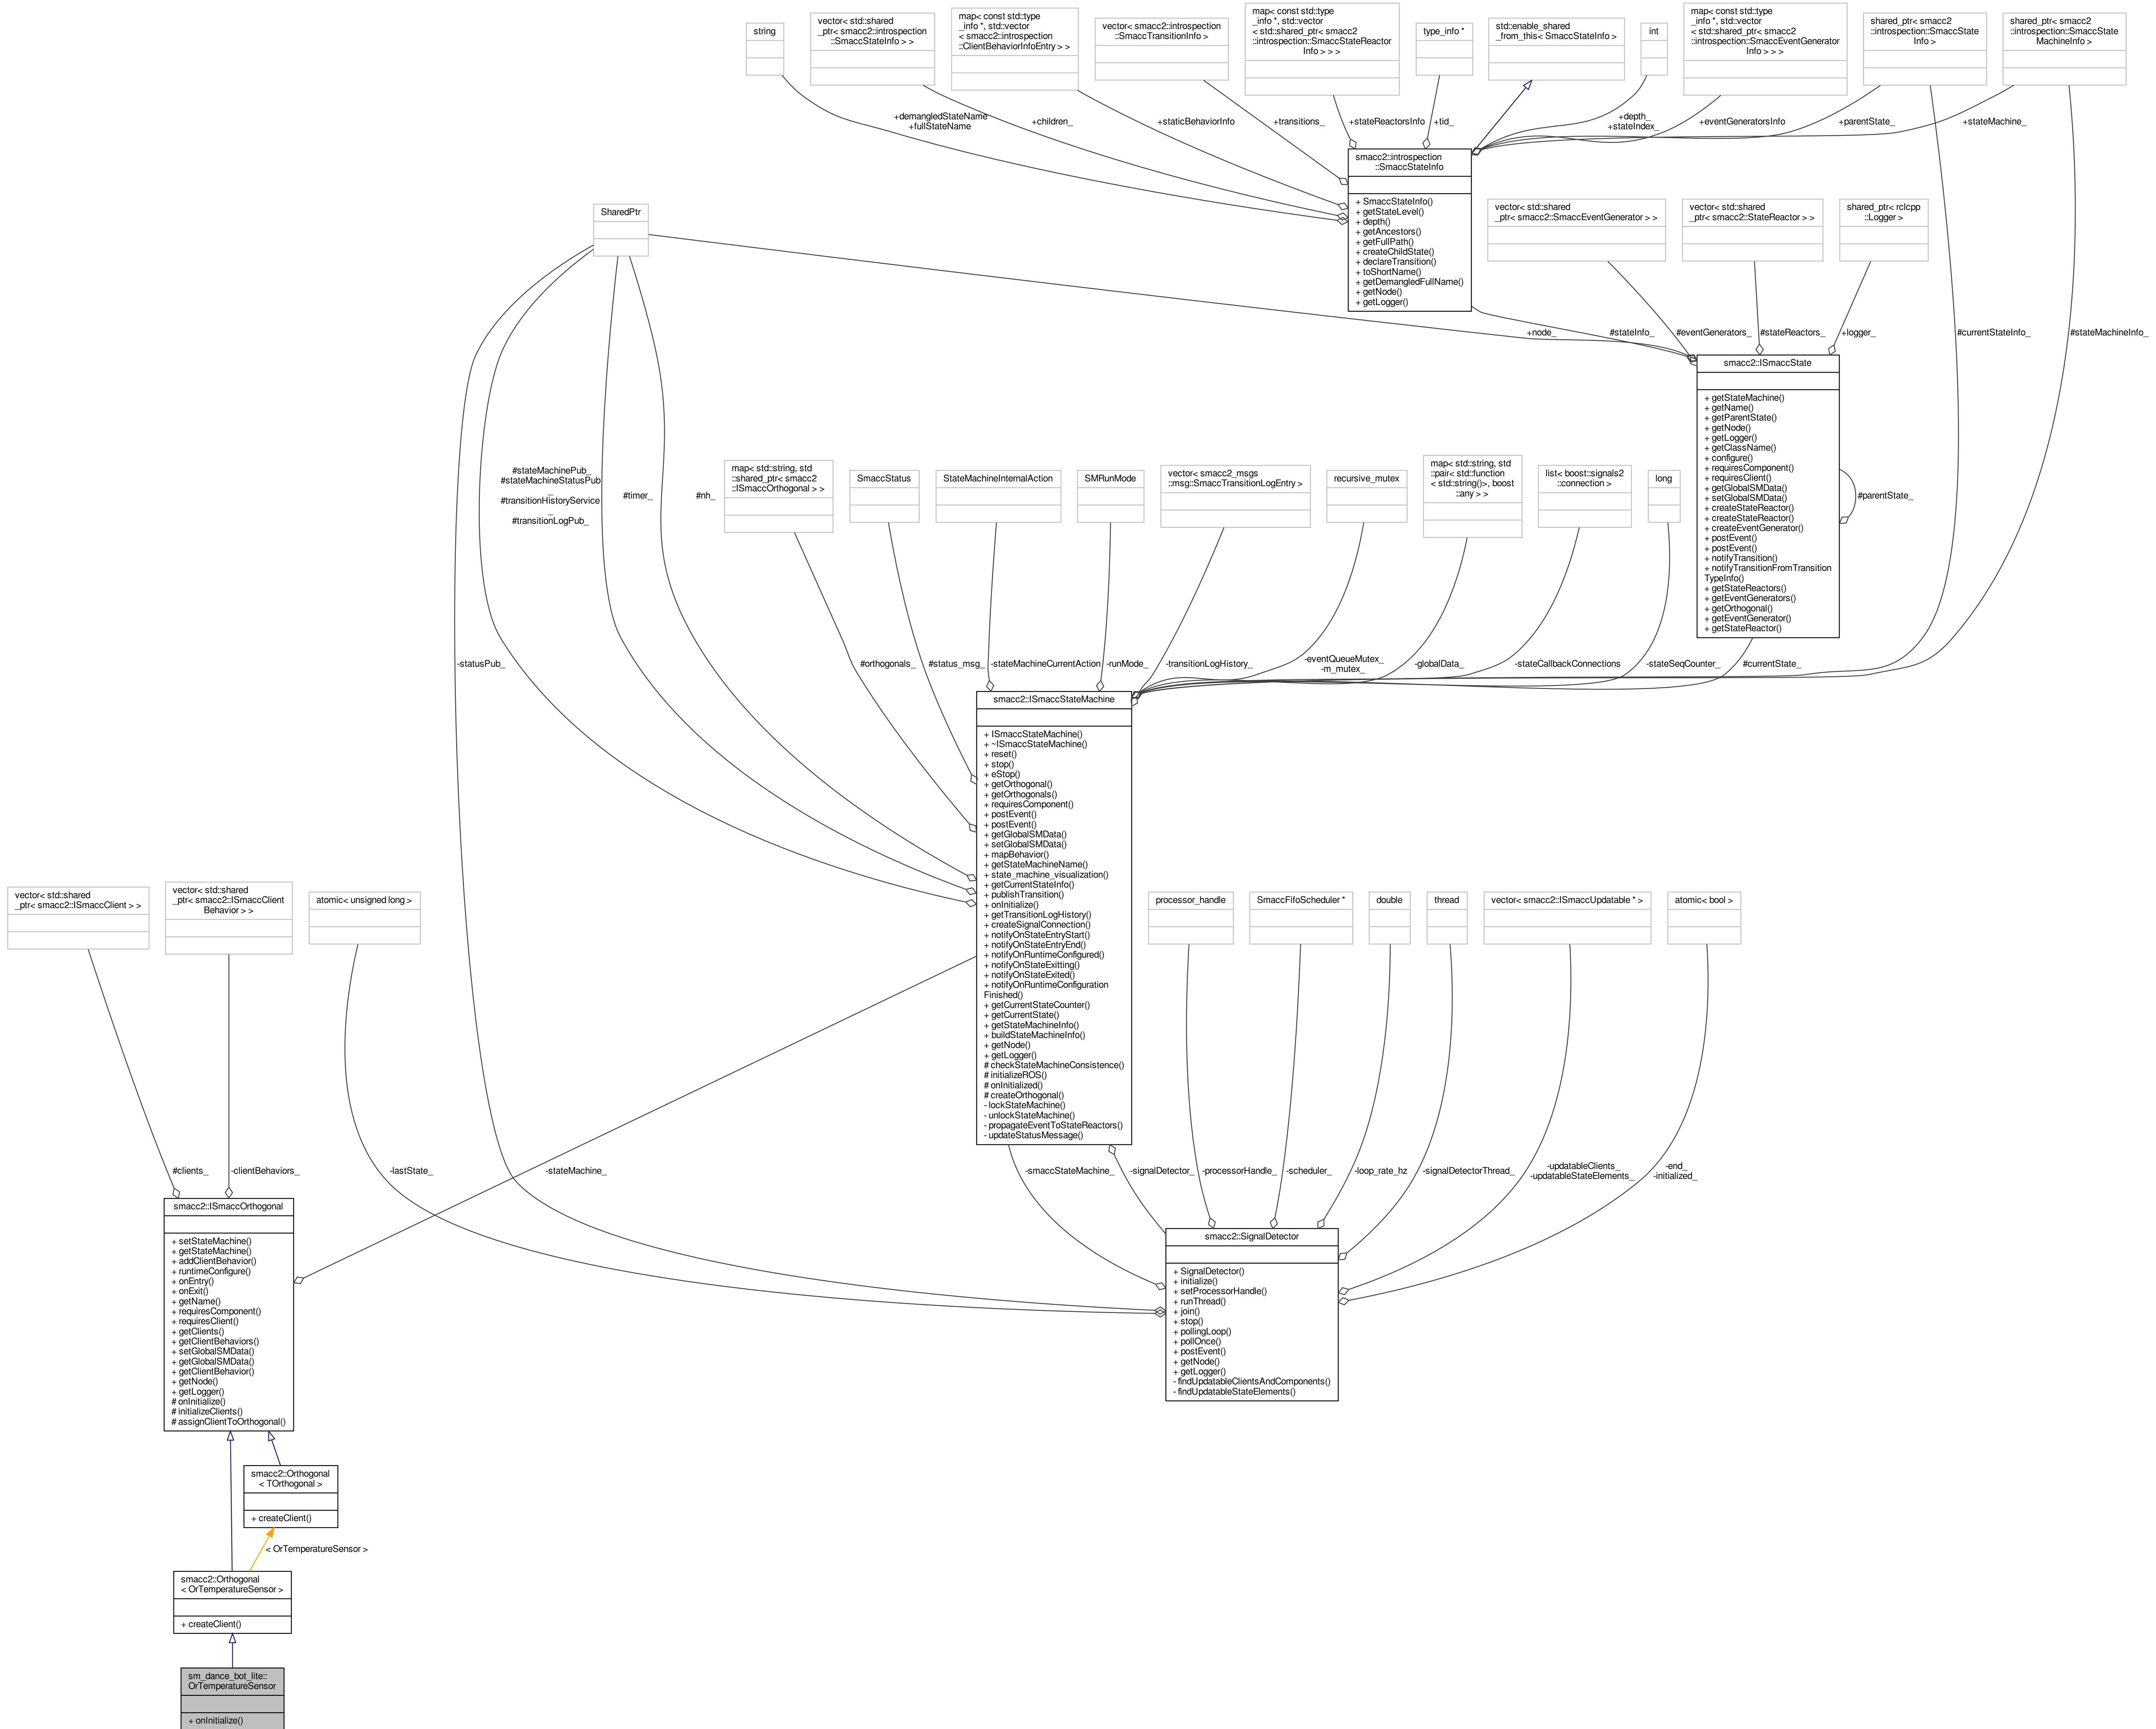 string
vector< std::shared
_ptr< smacc2::introspection
::SmaccStateInfo > >
map< const std::type
_info *, std::vector
< smacc2::introspection
::ClientBehaviorInfoEntry > >
vector< smacc2::introspection
::SmaccTransitionInfo >
map< const std::type
_info *, std::vector
< std::shared_ptr< smacc2
::introspection::SmaccStateReactor
Info > > >
type_info *
std::enable_shared
_from_this< SmaccStateInfo >
int
map< const std::type
_info *, std::vector
< std::shared_ptr< smacc2
::introspection::SmaccEventGenerator
Info > > >
shared_ptr< smacc2
::introspection::SmaccState
Info >
shared_ptr< smacc2
::introspection::SmaccState
MachineInfo >
+demangledStateName
+fullStateName
+children_
+staticBehaviorInfo
+transitions_
+stateReactorsInfo
+tid_
+depth_
+stateIndex_
+eventGeneratorsInfo
+parentState_
+stateMachine_
smacc2::introspection
::SmaccStateInfo
+ SmaccStateInfo()
+ getStateLevel()
+ depth()
+ getAncestors()
+ getFullPath()
+ createChildState()
+ declareTransition()
+ toShortName()
+ getDemangledFullName()
+ getNode()
+ getLogger()
SharedPtr
vector< std::shared
_ptr< smacc2::SmaccEventGenerator > >
vector< std::shared
_ptr< smacc2::StateReactor > >
shared_ptr< rclcpp
::Logger >
+node_
#stateInfo_
#eventGenerators_
#stateReactors_
+logger_
#currentStateInfo_
#stateMachineInfo_
smacc2::ISmaccState
+ getStateMachine()
+ getName()
+ getParentState()
+ getNode()
+ getLogger()
+ getClassName()
+ configure()
+ requiresComponent()
+ requiresClient()
+ getGlobalSMData()
+ setGlobalSMData()
+ createStateReactor()
+ createStateReactor()
+ createEventGenerator()
+ postEvent()
+ postEvent()
+ notifyTransition()
+ notifyTransitionFromTransition
TypeInfo()
+ getStateReactors()
+ getEventGenerators()
+ getOrthogonal()
+ getEventGenerator()
+ getStateReactor()
#parentState_
#stateMachinePub_
#stateMachineStatusPub
_
#transitionHistoryService
_
#transitionLogPub_
#timer_
#nh_
map< std::string, std
::shared_ptr< smacc2
::ISmaccOrthogonal > >
SmaccStatus
StateMachineInternalAction
SMRunMode
vector< smacc2_msgs
::msg::SmaccTransitionLogEntry >
recursive_mutex
map< std::string, std
::pair< std::function
< std::string()>, boost
::any > >
list< boost::signals2
::connection >
long
-statusPub_
#orthogonals_
#status_msg_
-stateMachineCurrentAction
-runMode_
-transitionLogHistory_
-eventQueueMutex_
-m_mutex_
-globalData_
-stateCallbackConnections
-stateSeqCounter_
#currentState_
smacc2::ISmaccStateMachine
+ ISmaccStateMachine()
+ ~ISmaccStateMachine()
+ reset()
+ stop()
+ eStop()
+ getOrthogonal()
+ getOrthogonals()
+ requiresComponent()
+ postEvent()
+ postEvent()
+ getGlobalSMData()
+ setGlobalSMData()
+ mapBehavior()
+ getStateMachineName()
+ state_machine_visualization()
+ getCurrentStateInfo()
+ publishTransition()
+ onInitialize()
+ getTransitionLogHistory()
+ createSignalConnection()
+ notifyOnStateEntryStart()
+ notifyOnStateEntryEnd()
+ notifyOnRuntimeConfigured()
+ notifyOnStateExitting()
+ notifyOnStateExited()
+ notifyOnRuntimeConfiguration
Finished()
+ getCurrentStateCounter()
+ getCurrentState()
+ getStateMachineInfo()
+ buildStateMachineInfo()
+ getNode()
+ getLogger()
# checkStateMachineConsistence()
# initializeROS()
# onInitialized()
# createOrthogonal()
- lockStateMachine()
- unlockStateMachine()
- propagateEventToStateReactors()
- updateStatusMessage()
vector< std::shared
_ptr< smacc2::ISmaccClient > >
vector< std::shared
_ptr< smacc2::ISmaccClient
Behavior > >
atomic< unsigned long >
processor_handle
SmaccFifoScheduler *
double
thread
vector< smacc2::ISmaccUpdatable * >
atomic< bool >
#clients_
-clientBehaviors_
-lastState_
-stateMachine_
-smaccStateMachine_
-signalDetector_
-processorHandle_
-scheduler_
-loop_rate_hz
-signalDetectorThread_
-updatableClients_
-updatableStateElements_
-end_
-initialized_
smacc2::ISmaccOrthogonal
+ setStateMachine()
+ getStateMachine()
+ addClientBehavior()
+ runtimeConfigure()
+ onEntry()
+ onExit()
+ getName()
+ requiresComponent()
+ requiresClient()
+ getClients()
+ getClientBehaviors()
+ setGlobalSMData()
+ getGlobalSMData()
+ getClientBehavior()
+ getNode()
+ getLogger()
# onInitialize()
# initializeClients()
# assignClientToOrthogonal()
smacc2::SignalDetector
+ SignalDetector()
+ initialize()
+ setProcessorHandle()
+ runThread()
+ join()
+ stop()
+ pollingLoop()
+ pollOnce()
+ postEvent()
+ getNode()
+ getLogger()
- findUpdatableClientsAndComponents()
- findUpdatableStateElements()
smacc2::Orthogonal
< TOrthogonal >
+ createClient()
< OrTemperatureSensor >
smacc2::Orthogonal
< OrTemperatureSensor >
+ createClient()
sm_dance_bot_lite::
OrTemperatureSensor
+ onInitialize()